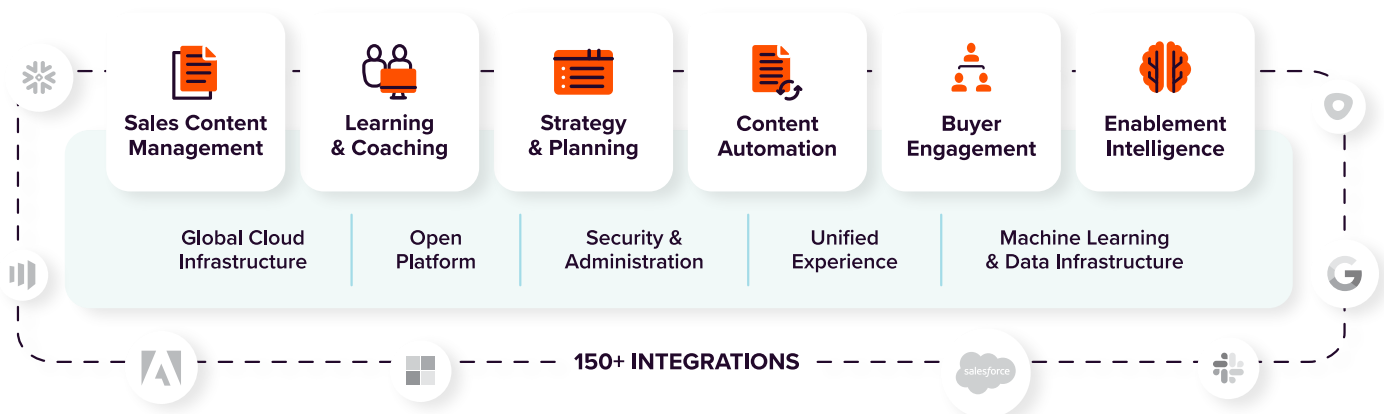 Sales Content
Management
Learning
& Coaching
Strategy
& Planning
Content
Automation
Buyer
Engagement
Enablement
Intelligence
Global Cloud
Infrastructure
Open
Platform
Security &
Administration
Unified
Experience
Machine Learning
& Data Infrastructure
150+ INTEGRATIONS
salesforce